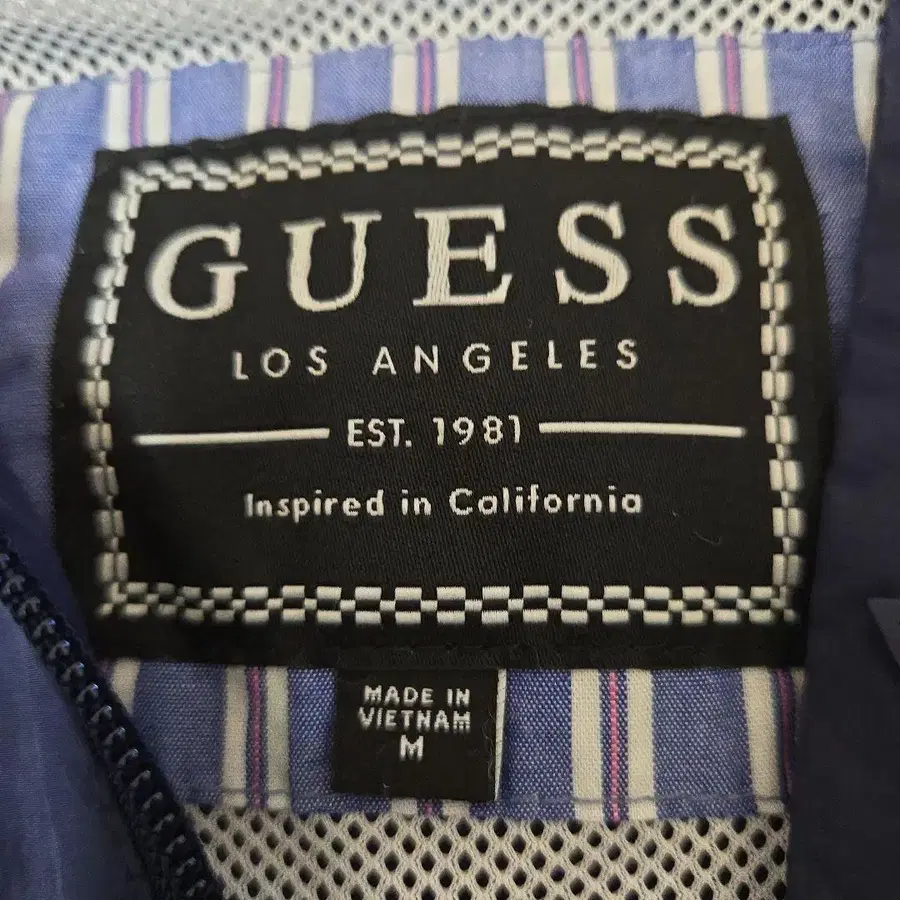 GUESS
LOS ANGELES
EST. 1981
Inspired in California
MADE IN
VIETNAM
M